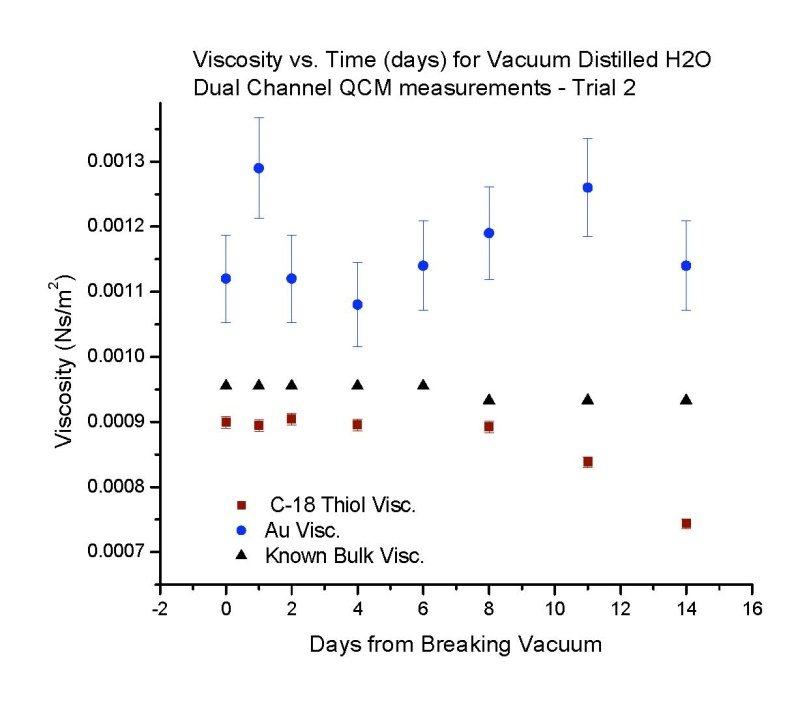 Viscosity vs. Time (days) for Vacuum Distilled H2O
Dual Channel QCM measurements - Trial 2
Viscosity (Ns/m²)
0.0013
0.0012
0.0011
0.0010
0.0009
0.0008
0.0007
C-18 Thiol Visc.
Au Visc.
Known Bulk Visc.
-2 0 2 4 6 8 10 12 14 16
Days from Breaking Vacuum